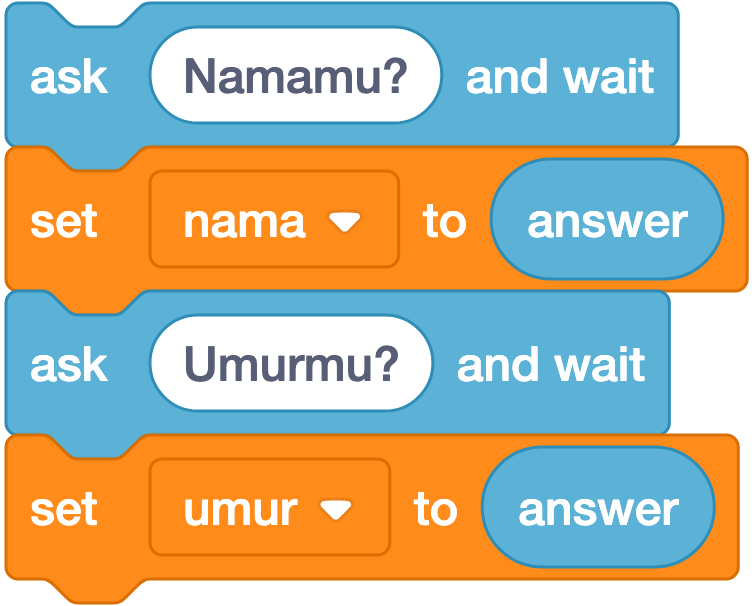 ask Namamu? and wait
set nama to answer
ask Umurmu? and wait
set umur to answer